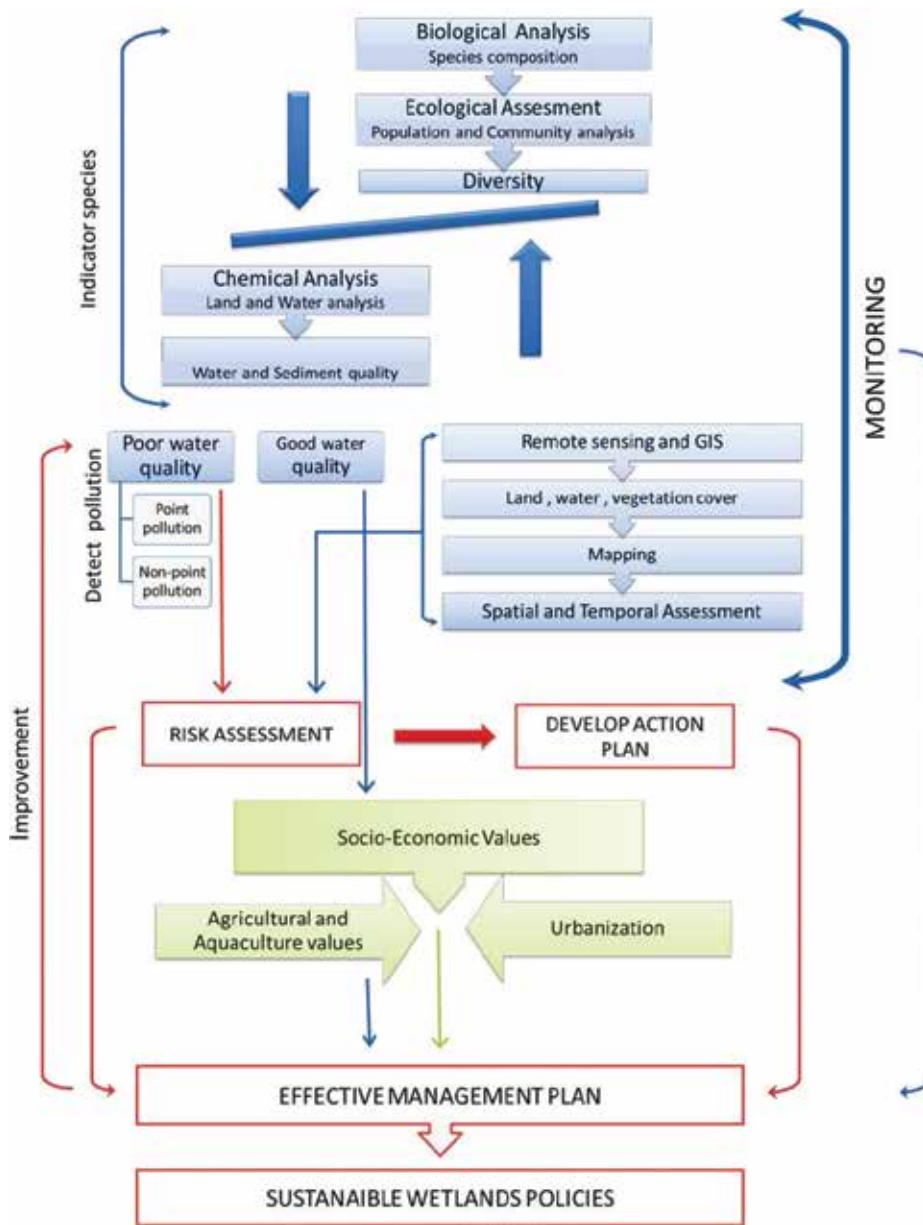 Biological Analysis
Species composition
Ecological Assesment
Population and Community analysis
Diversity
Indicator species
Chemical Analysis
Land and Water analysis
Water and Sediment quality
MONITORING
Poor water
quality
Good water
quality
Detect pollution
Point
pollution
Non-point
pollution
Remote sensing and GIS
Land , water , vegetation cover
Mapping
Spatial and Temporal Assessment
Improvement
RISK ASSESSMENT
DEVELOP ACTION
PLAN
Socio-Economic Values
Agricultural and
Aquaculture values
Urbanization
EFFECTIVE MANAGEMENT PLAN
SUSTANAIBLE WETLANDS POLICIES